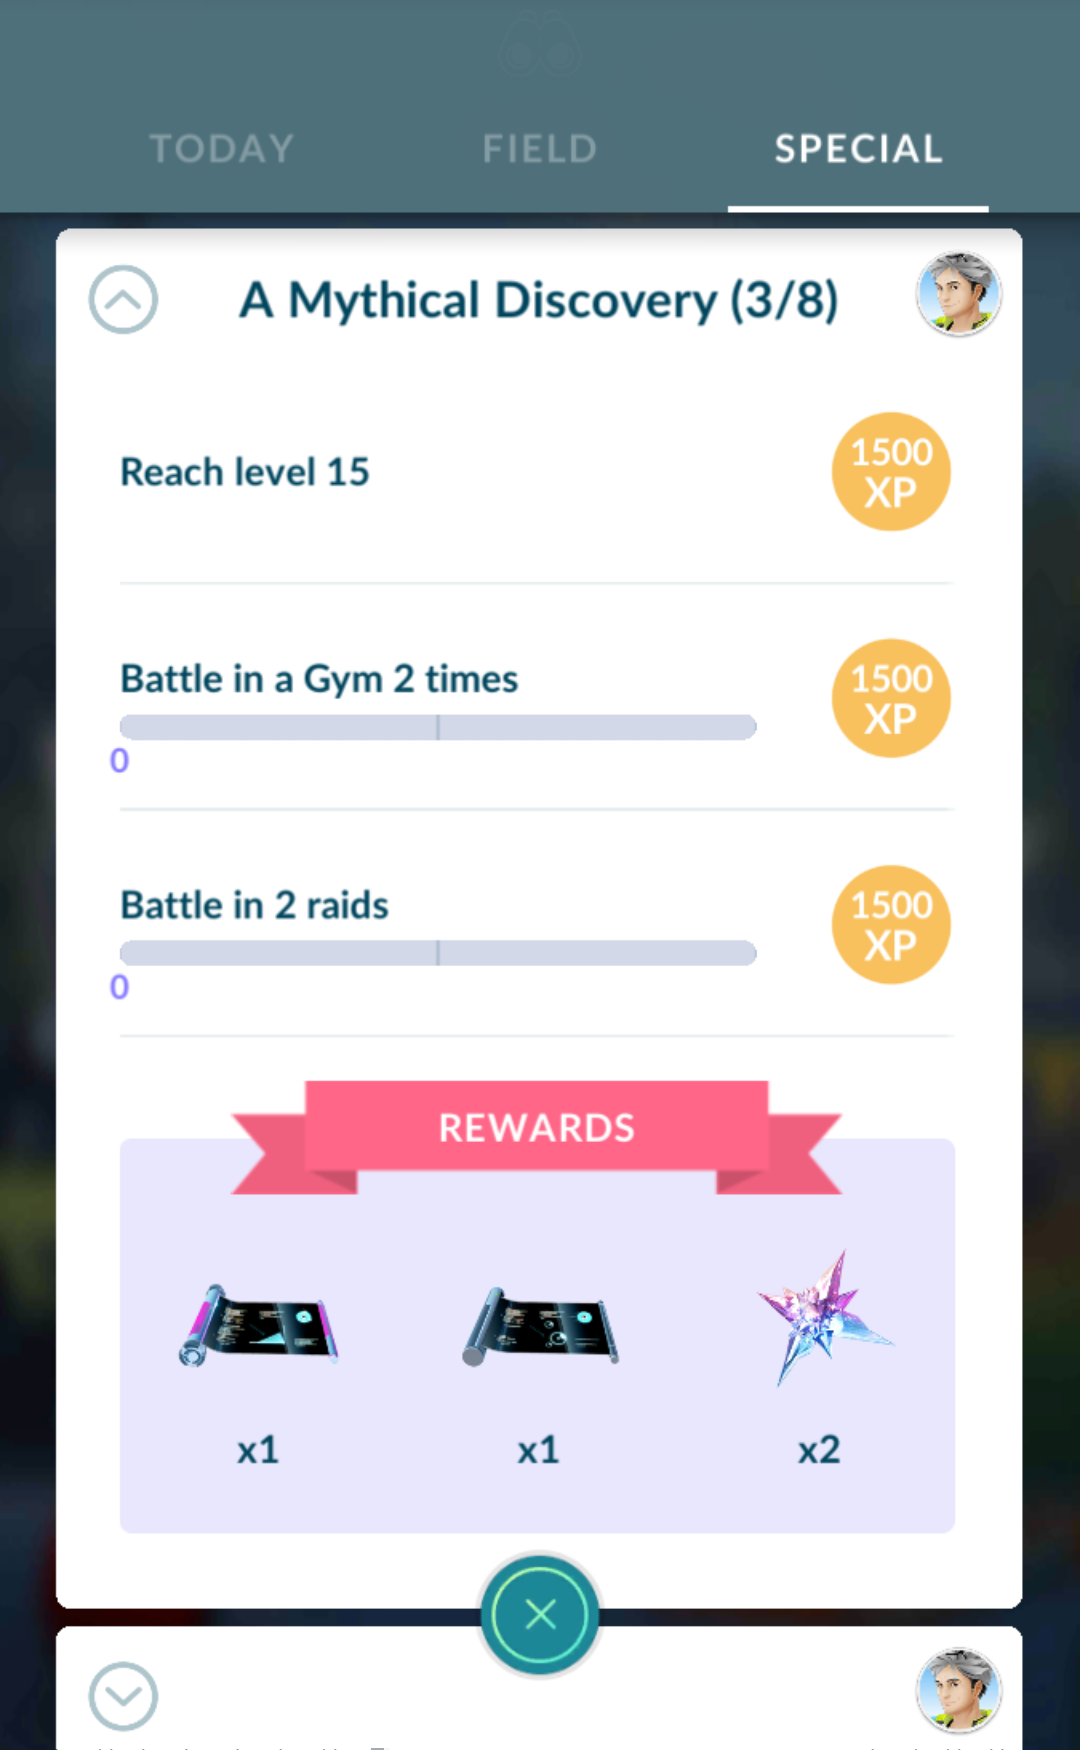 TODAY
FIELD
SPECIAL
A Mythical Discovery (3/8)
Reach level 15
1500
XP
Battle in a Gym 2 times
0
1500
XP
Battle in 2 raids
0
1500
XP
REWARDS
x1
x1
x2